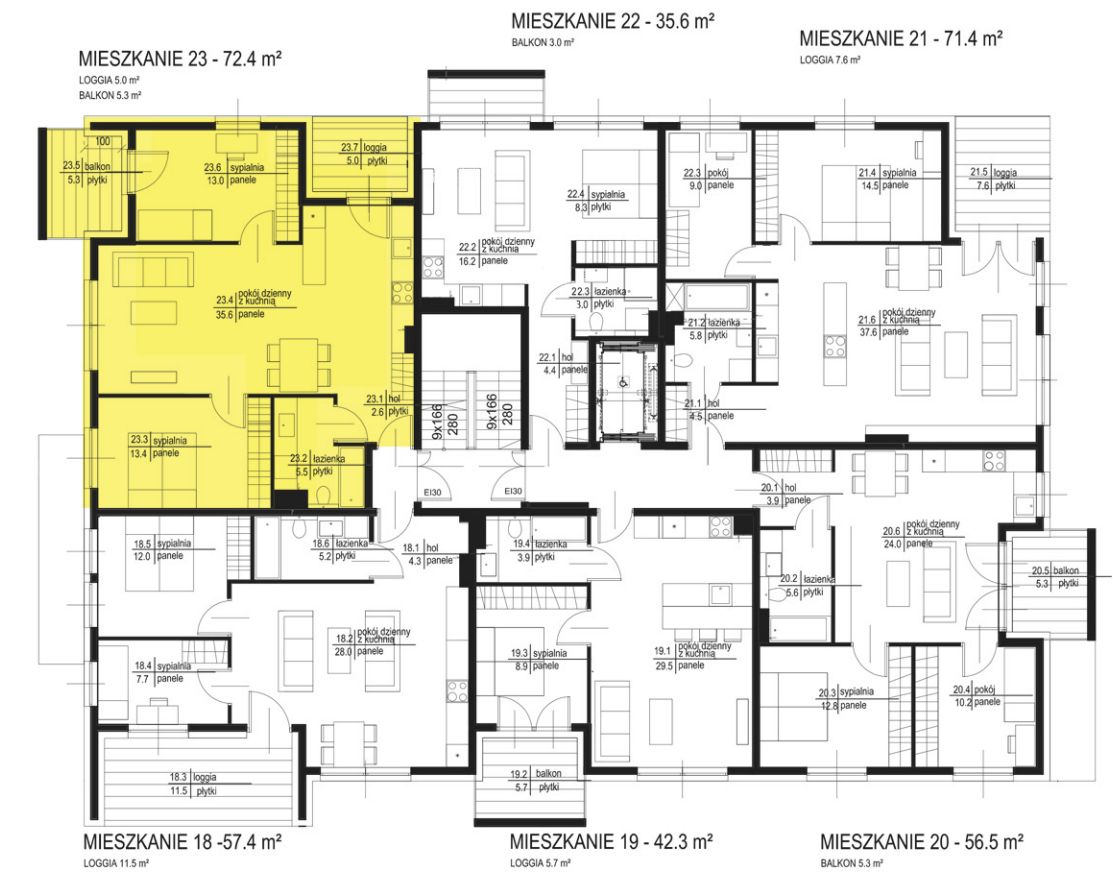 MIESZKANIE 22 - 35.6 m²
BALKON 3.0 m²
MIESZKANIE 21 - 71.4 m²
LOGGIA 7.6 m²
MIESZKANIE 23 - 72.4 m²
LOGGIA 5.0 m²
BALKON 5.3 m²
100
23.5 balkon
5.3 płytki
23.6 sypialnia
13.0 panele
23.7 loggia
5.0 płytki
22.4 sypialnia
8.3 płytki
22.3 pokój
9.0 panele
21.4 sypialnia
14.5 panele
21.5 loggia
7.6 płytki
22.2 pokój dzienny
z kuchnią
16.2 panele
23.4 pokój dzienny
z kuchnią
35.6 panele
22.3 łazienka
3.0 płytki
21.2 łazienka
5.8 płytki
21.6 pokój dzienny
z kuchnią
37.6 panele
22.1 hol
4.4 panele
23.1 hol
2.6 płytki
21.1 hol
4.5 panele
9x166
280
9x166
280
23.3 sypialnia
13.4 panele
23.2 łazienka
5.5 płytki
EI30
EI30
20.1 hol
3.9 panele
18.5 sypialnia
12.0 panele
18.6 łazienka
5.2 płytki
18.1 hol
4.3 panele
19.4 łazienka
3.9 płytki
20.6 pokój dzienny
z kuchnią
24.0 panele
20.2 łazienka
5.6 płytki
20.5 balkon
5.3 płytki
18.2 pokój dzienny
z kuchnią
28.0 panele
19.3 sypialnia
8.9 panele
19.1 pokój dzienny
z kuchnią
29.5 panele
18.4 sypialnia
7.7 panele
20.3 sypialnia
12.8 panele
20.4 pokój
10.2 panele
18.3 loggia
11.5 płytki
19.2 balkon
5.7 płytki
MIESZKANIE 18 -57.4 m²
LOGGIA 11.5 m²
MIESZKANIE 19 - 42.3 m²
LOGGIA 5.7 m²
MIESZKANIE 20 - 56.5 m²
BALKON 5.3 m²